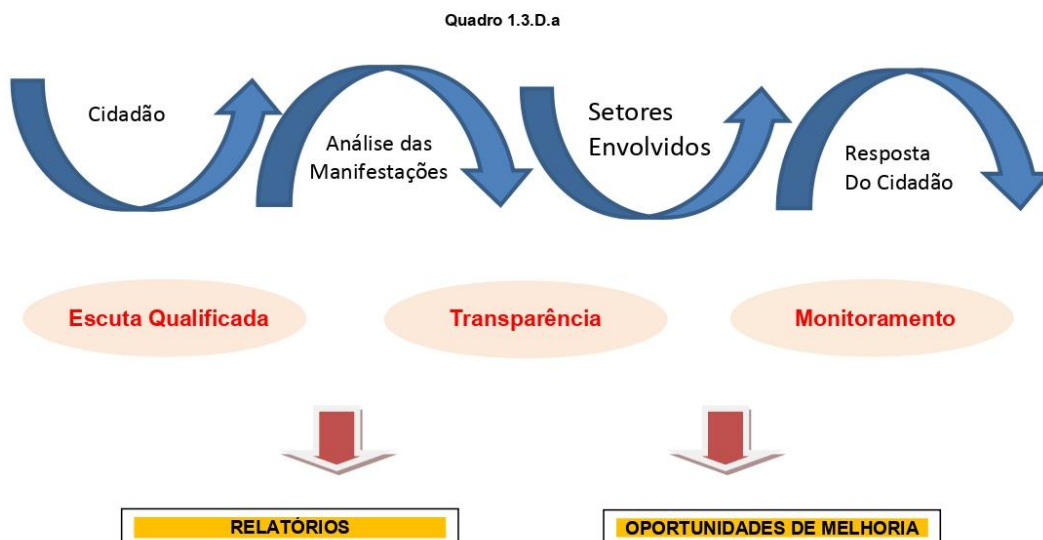 Quadro 1.3.D.a
Cidadão
Análise das
Manifestações
Setores
Envolvidos
Resposta
Do Cidadão
Escuta Qualificada
Transparência
Monitoramento
RELATÓRIOS
OPORTUNIDADES DE MELHORIA